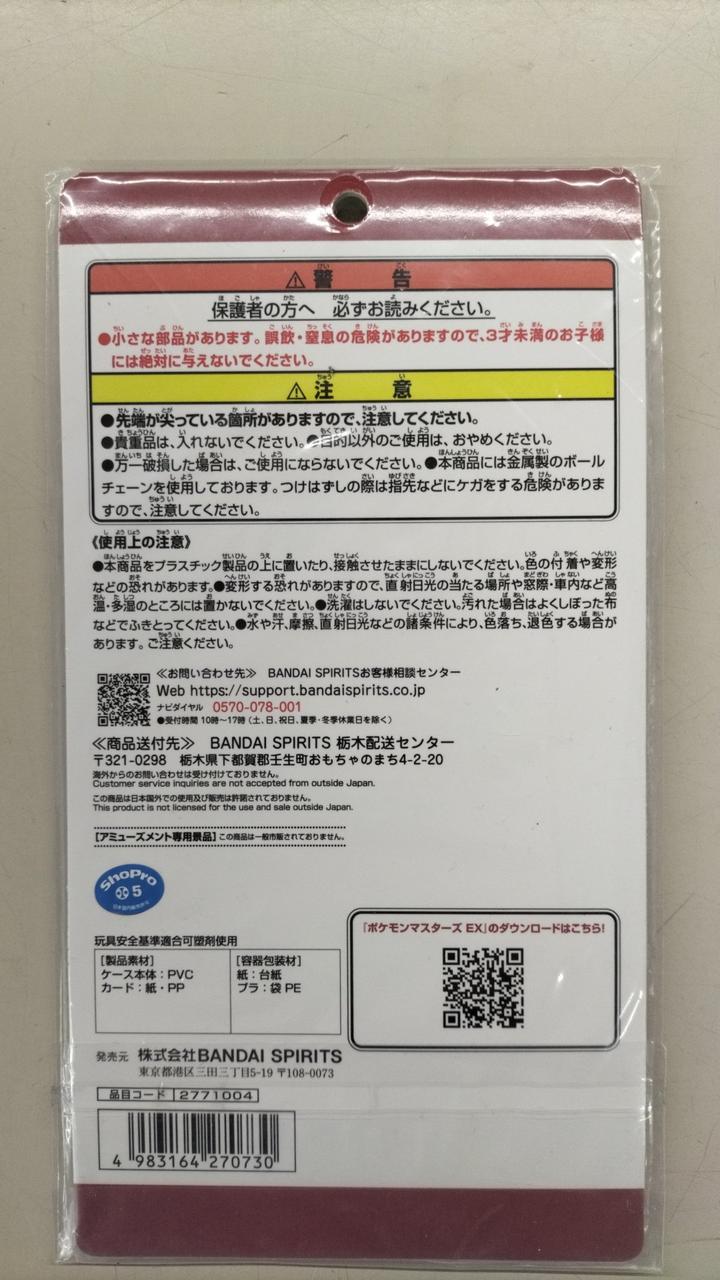 ⚠警 告
保護者の方へ 必ずお読みください。
●小さな部品があります。誤飲・窒息の危険がありますので、3才未満のお子様
には絶対に与えないでください。
⚠注 意
●先端が尖っている箇所がありますので、注意してください。
●貴重品は、入れないでください。●目的以外のご使用は、おやめください。
●万一破損した場合は、ご使用にならないでください。●本商品には金属製のボール
チェーンを使用しております。つけはずしの際は指先などにケガをする危険がありま
すので、注意してください。
《使用上の注意》
●本商品をプラスチック製品の上に置いたり、接触させたままにしないでください。色の付着や変形
などの恐れがあります。●変形する恐れがありますので、直射日光の当たる場所や窓際・車内など高
温・多湿のところには置かないでください。●洗濯はしないでください。汚れた場合はよくしぼった布
などでふきとってください。●水や汗、摩擦、直射日光などの諸条件により、色落ち、退色する場合が
あります。ご注意ください。
≪お問い合わせ先≫ BANDAI SPIRITSお客様相談センター
Web https://support.bandaispirits.co.jp
ナビダイヤル 0570-078-001
●受付時間 10時～17時 (土、日、祝日、夏季・冬季休業日を除く)
≪商品送付先≫ BANDAI SPIRITS 栃木配送センター
〒321-0298 栃木県下都賀郡壬生町おもちゃのまち4-2-20
海外からのお問い合わせは受け付けておりません。
Customer service inquiries are not accepted from outside Japan.
この商品は日本国外での使用及び販売は許諾されておりません。
This product is not licensed for the use and sale outside Japan.
[アミューズメント専用景品] この商品は一般市販されておりません。
ShoPro
5
日本国内販売許可
『ポケモンマスターズ EX』のダウンロードはこちら!
玩具安全基準適合可塑剤使用
[製品素材]
ケース本体:PVC
カード:紙・PP
[容器包装材]
紙:台紙
プラ:袋 PE
発売元 株式会社BANDAI SPIRITS
東京都港区三田三丁目5-19 〒108-0073
品目コード 2771004
4 983164 270730